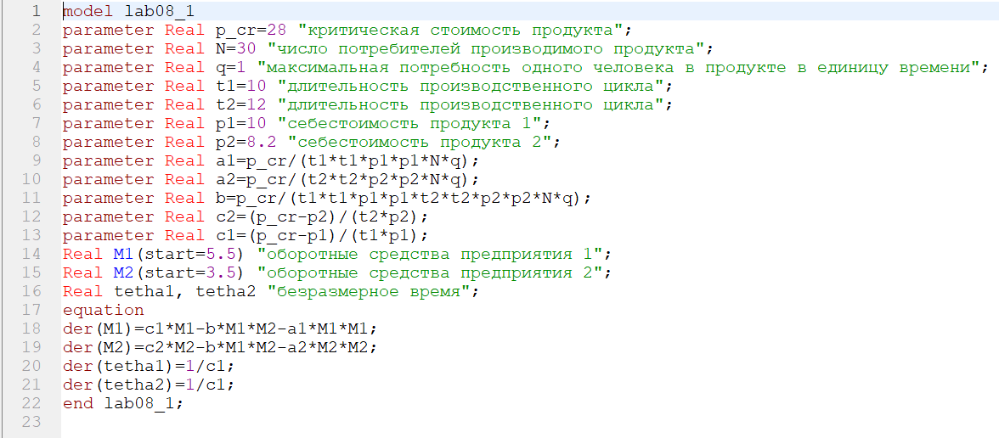 1 model lab08_1
2 parameter Real p_cr=28 "критическая стоимость продукта";
3 parameter Real N=30 "число потребителей производимого продукта";
4 parameter Real q=1 "максимальная потребность одного человека в продукте в единицу времени";
5 parameter Real t1=10 "длительность производственного цикла";
6 parameter Real t2=12 "длительность производственного цикла";
7 parameter Real p1=10 "себестоимость продукта 1";
8 parameter Real p2=8.2 "себестоимость продукта 2";
9 parameter Real a1=p_cr/(t1*t1*p1*p1*N*q);
10 parameter Real a2=p_cr/(t2*t2*p2*p2*N*q);
11 parameter Real b=p_cr/(t1*t1*p1*p1*t2*t2*p2*p2*N*q);
12 parameter Real c2=(p_cr-p2)/(t2*p2);
13 parameter Real c1=(p_cr-p1)/(t1*p1);
14 Real M1(start=5.5) "оборотные средства предприятия 1";
15 Real M2(start=3.5) "оборотные средства предприятия 2";
16 Real tetha1, tetha2 "безразмерное время";
17 equation
18 der(M1)=c1*M1-b*M1*M2-a1*M1*M1;
19 der(M2)=c2*M2-b*M1*M2-a2*M2*M2;
20 der(tetha1)=1/c1;
21 der(tetha2)=1/c1;
22 end lab08_1;
23